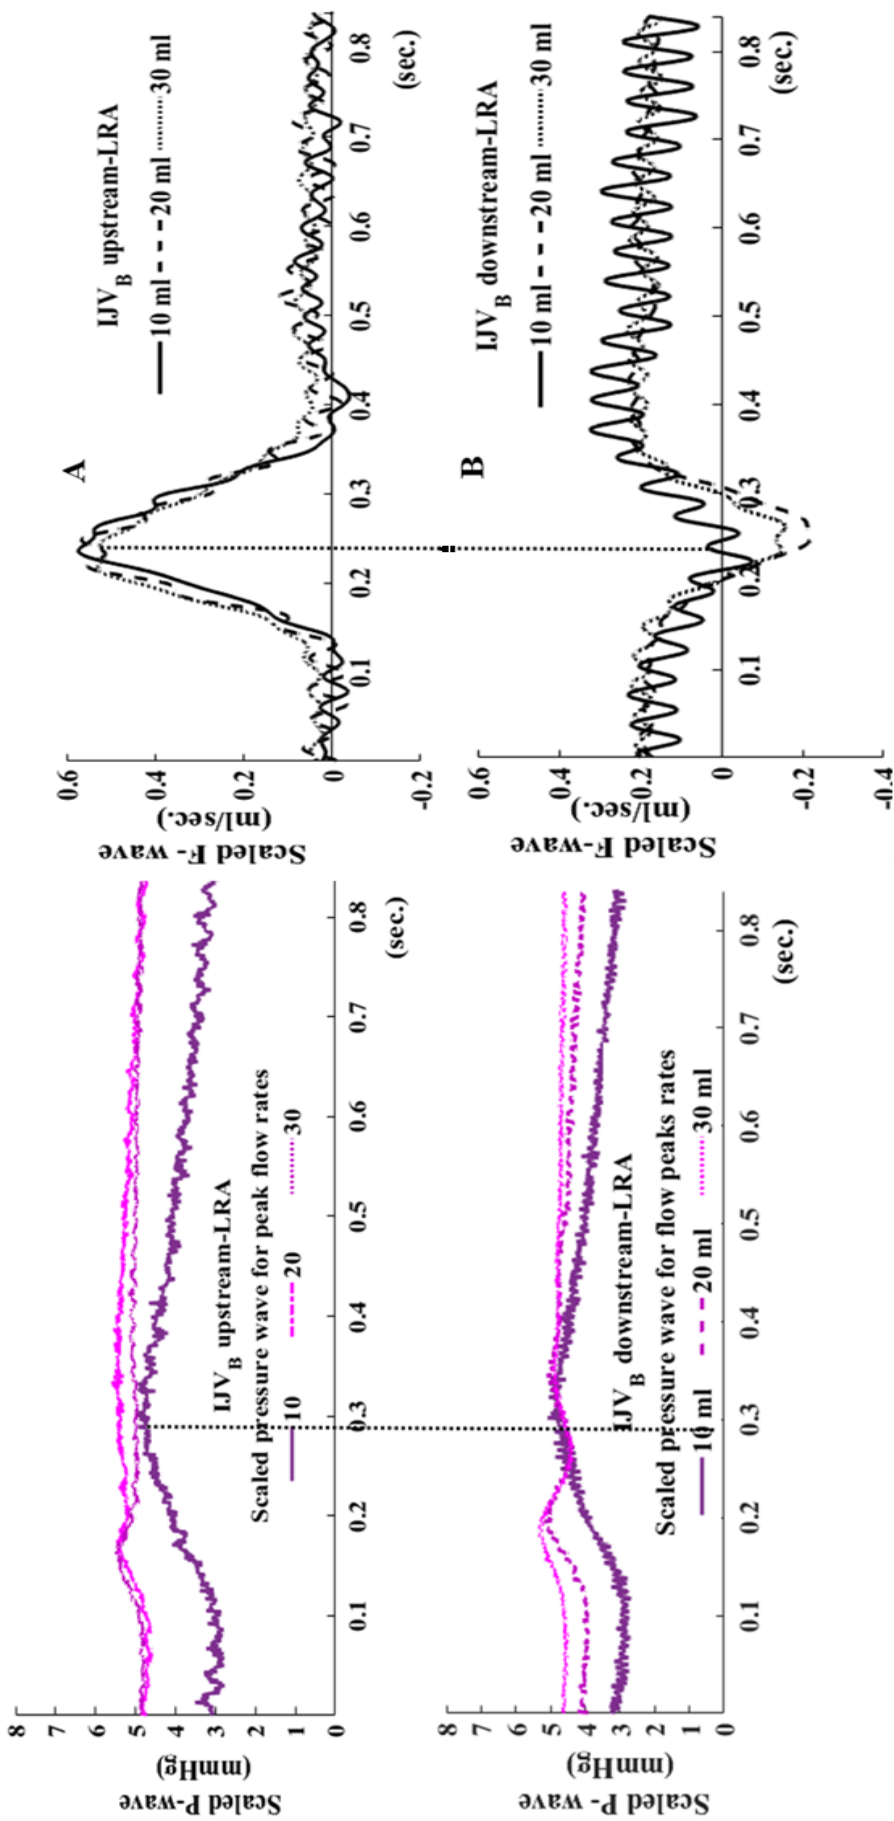 8
7
6
5
4
3
2
1
0
Scaled P-wave
(mmHg)
0.1
0.2
0.3
0.4
0.5
0.6
0.7
0.8
(sec.)
IJVB upstream-LRA
Scaled pressure wave for peak flow rates
10 20 30
A
0.6
0.4
0.2
0
-0.2
Scaled F-wave
(ml/sec.)
0.1
0.2
0.3
0.4
0.5
0.6
0.7
0.8
(sec.)
IJVB upstream-LRA
10 ml 20 ml 30 ml
8
7
6
5
4
3
2
1
0
Scaled P- wave
(mmHg)
0.1
0.2
0.3
0.4
0.5
0.6
0.7
0.8
(sec.)
IJVB downstream-LRA
Scaled pressure wave for flow peaks rates
10 ml 20 ml 30 ml
B
0.6
0.4
0.2
0
-0.2
-0.4
Scaled F-wave
(ml/sec.)
0.1
0.2
0.3
0.4
0.5
0.6
0.7
0.8
(sec.)
IJVB downstream-LRA
10 ml 20 ml 30 ml